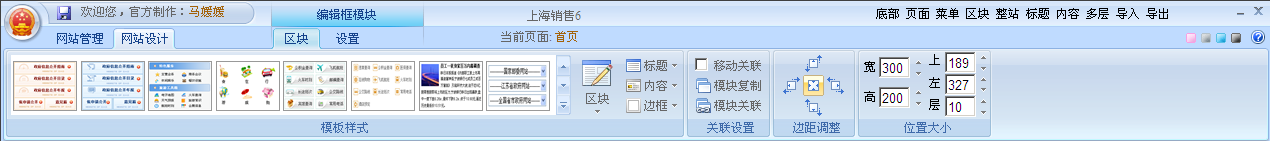 欢迎您，官方制作：马媛媛
编辑框模块
上海销售6
底部 页面 菜单 区块 整站 标题 内容 多层 导入 导出
网站管理 网站设计
区块 设置
当前页面: 首页
区块
标题
内容
边框
移动关联
模块复制
模块关联
宽 300
高 200
上 189
左 327
层 10
模板样式
关联设置
边距调整
位置大小